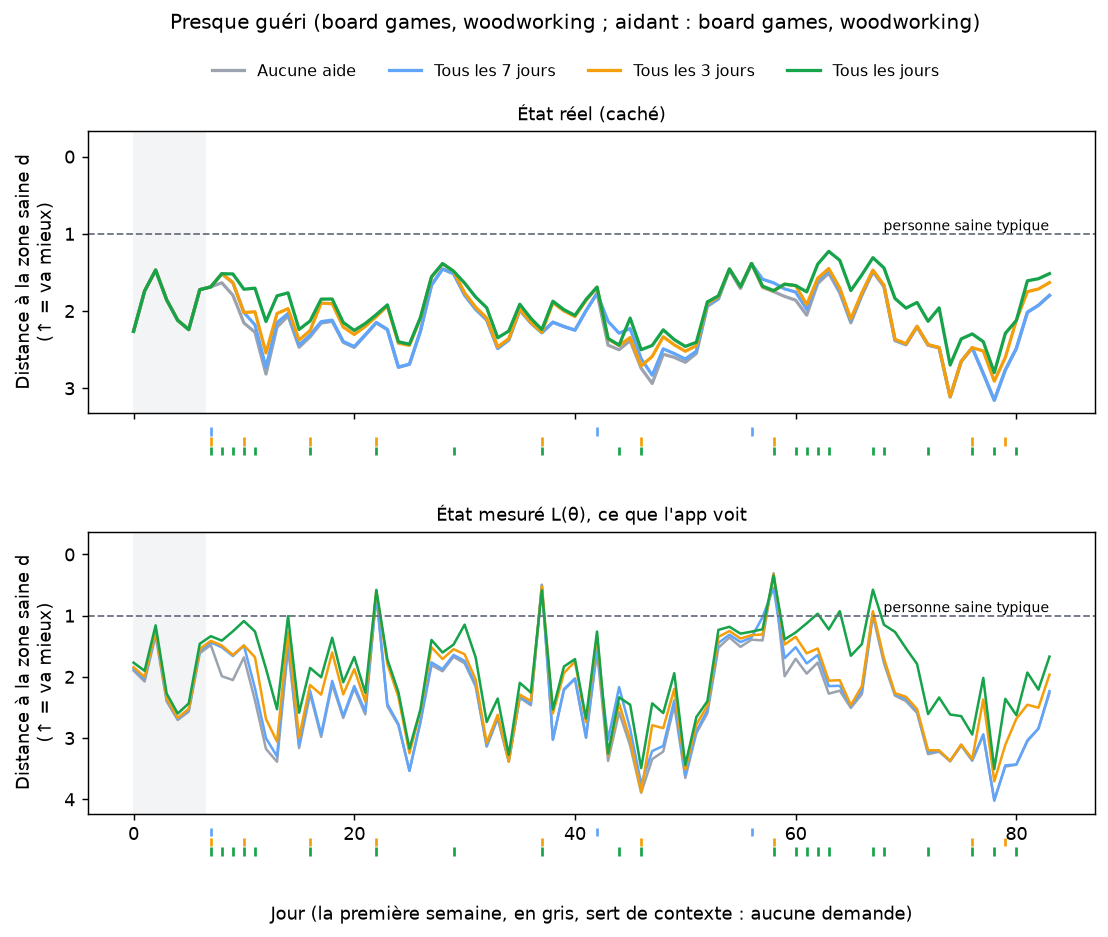 Presque guéri (board games, woodworking ; aidant : board games, woodworking)
Aucune aide
Tous les 7 jours
Tous les 3 jours
Tous les jours
État réel (caché)
Distance à la zone saine d
(↑ = va mieux)
0
1
2
3
personne saine typique
État mesuré L(θ), ce que l'app voit
Distance à la zone saine d
(↑ = va mieux)
0
1
2
3
4
personne saine typique
0
20
40
60
80
Jour (la première semaine, en gris, sert de contexte : aucune demande)